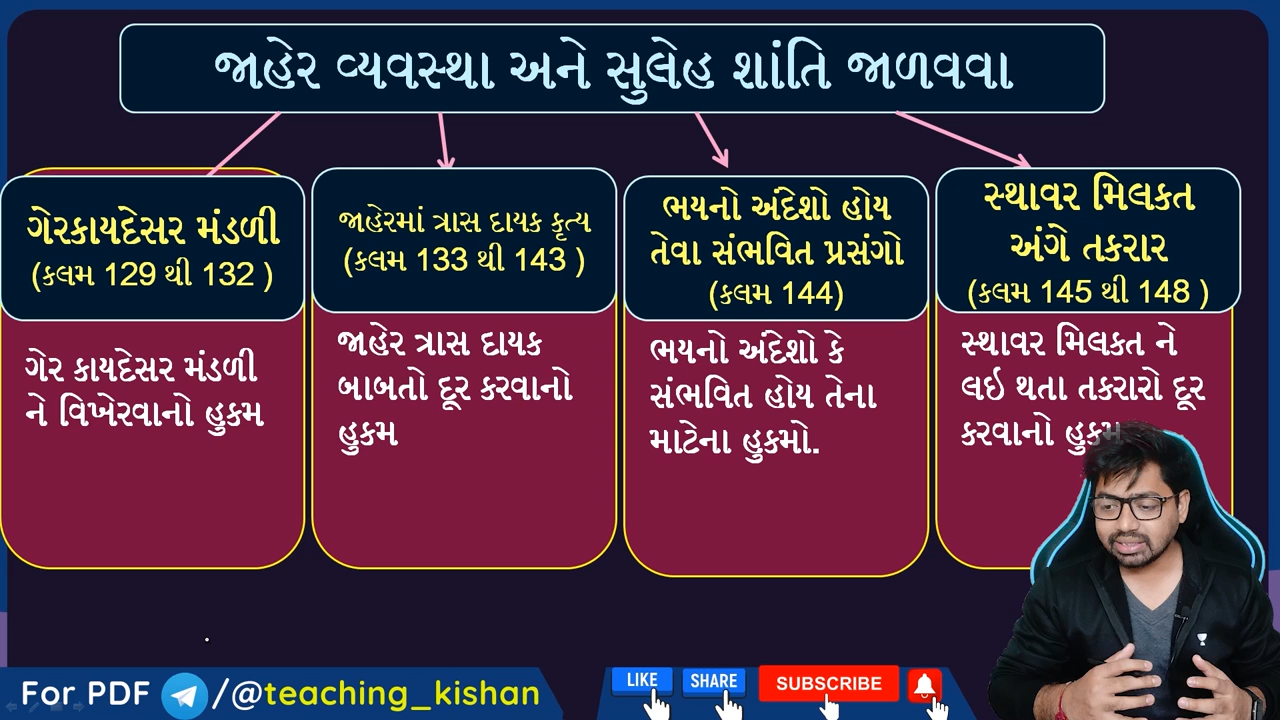 જાહેર વ્યવસ્થા અને સુલેહ શાંતિ જાળવવા
ગેરકાયદેસર મંડળી
(કલમ 129 થી 132 )
ગેર કાયદેસર મંડળી
ને વિખેરવાનો હુકમ
જાહેરમાં ત્રાસ દાયક કૃત્ય
(કલમ 133 થી 143 )
જાહેર ત્રાસ દાયક
બાબતો દૂર કરવાનો
હુકમ
ભયનો અંદેશો હોય
તેવા સંભવિત પ્રસંગો
(કલમ 144)
ભયનો અંદેશો કે
સંભવિત હોય તેના
માટેના હુકમો.
સ્થાવર મિલકત
અંગે તકરાર
(કલમ 145 થી 148 )
સ્થાવર મિલકત ને
લઇ થતા તકરારો દૂર
કરવાનો હુકમ
For PDF /@teaching_kishan
LIKE
SHARE
SUBSCRIBE